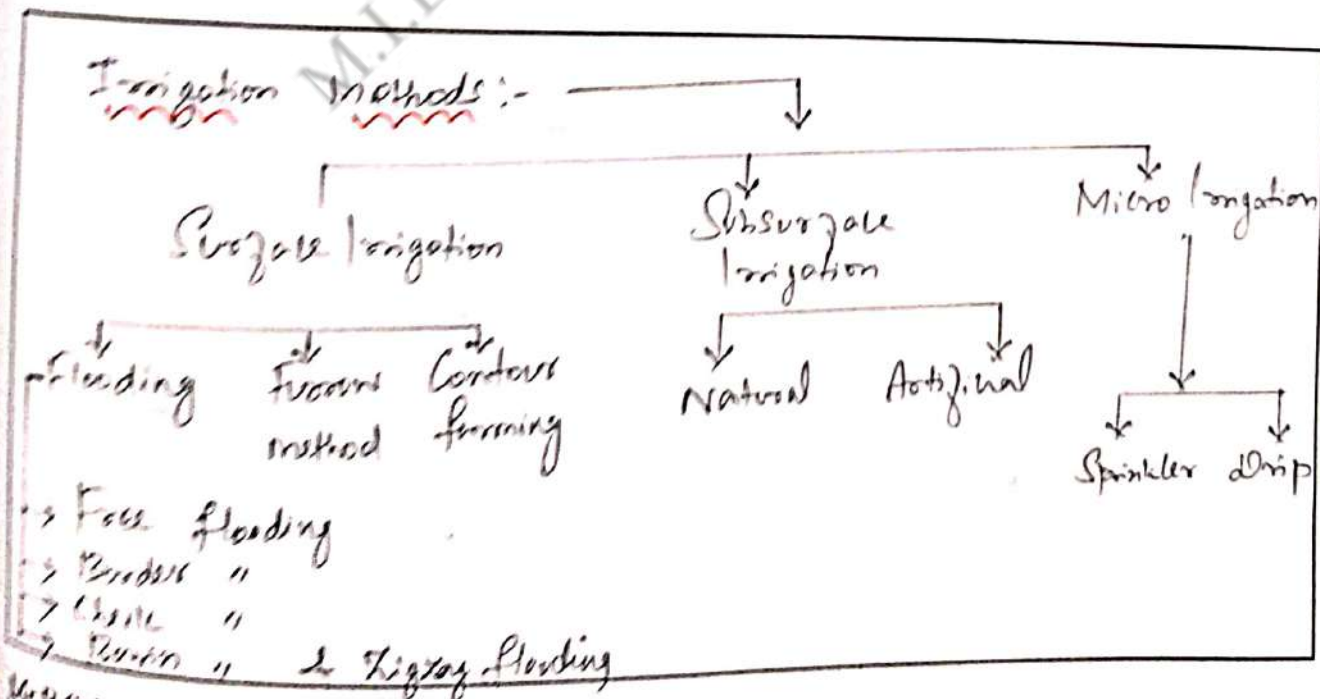 M.I.
Irrigation Methods:-
Surface Irrigation
Subsurface
Irrigation
Micro Irrigation
Flooding
Furrow
method
Contour
farming
Natural
Artificial
Sprinkler
Drip
Free flooding
Border "
Check "
Basin " & Zigzag flooding